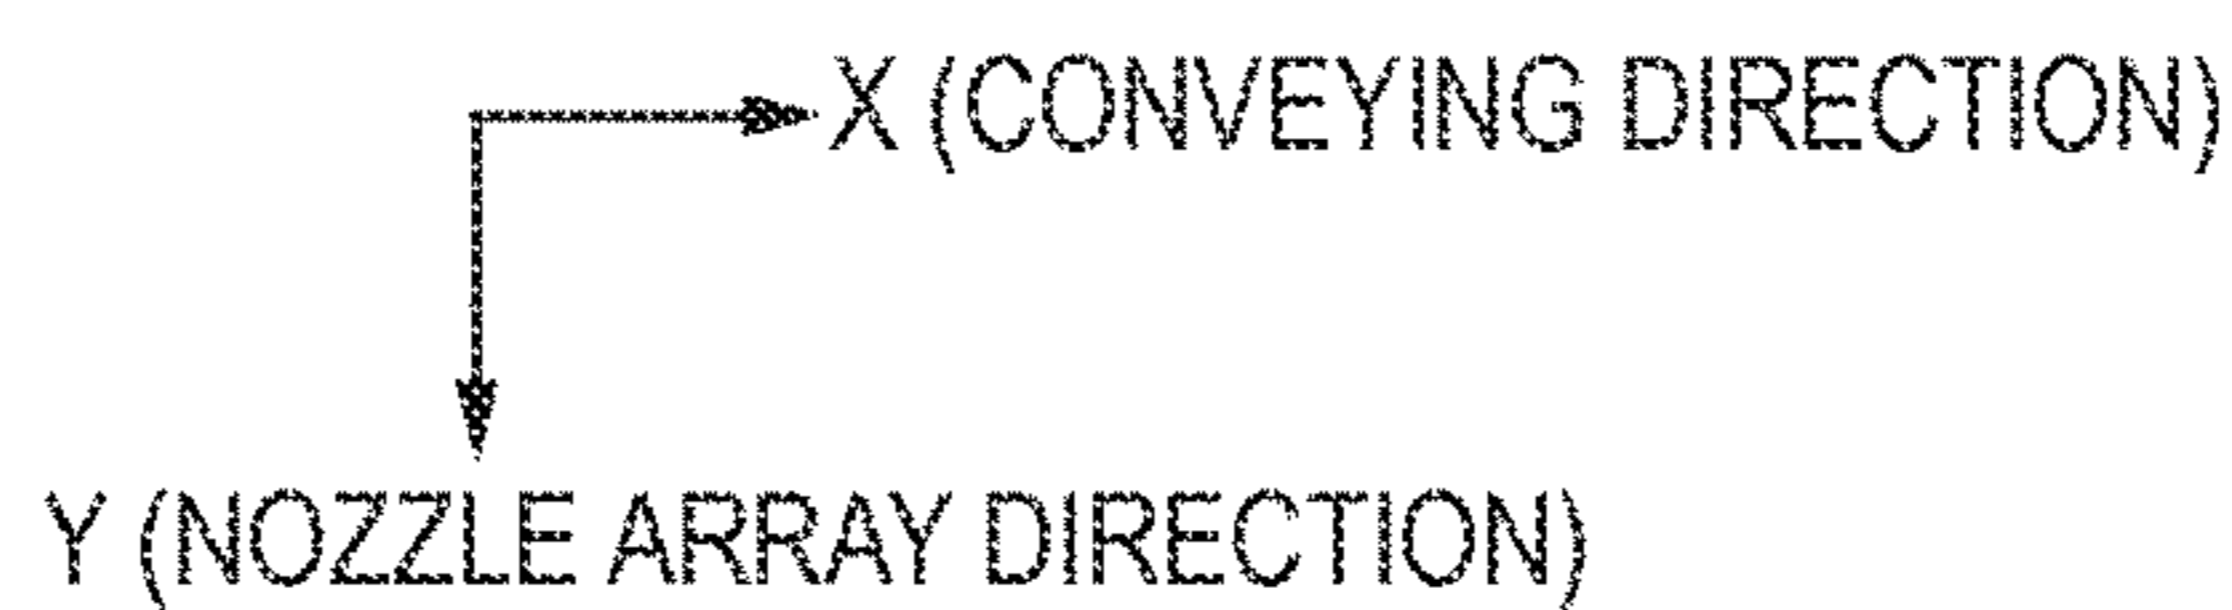 X (CONVEYING DIRECTION)
Y (NOZZLE ARRAY DIRECTION)